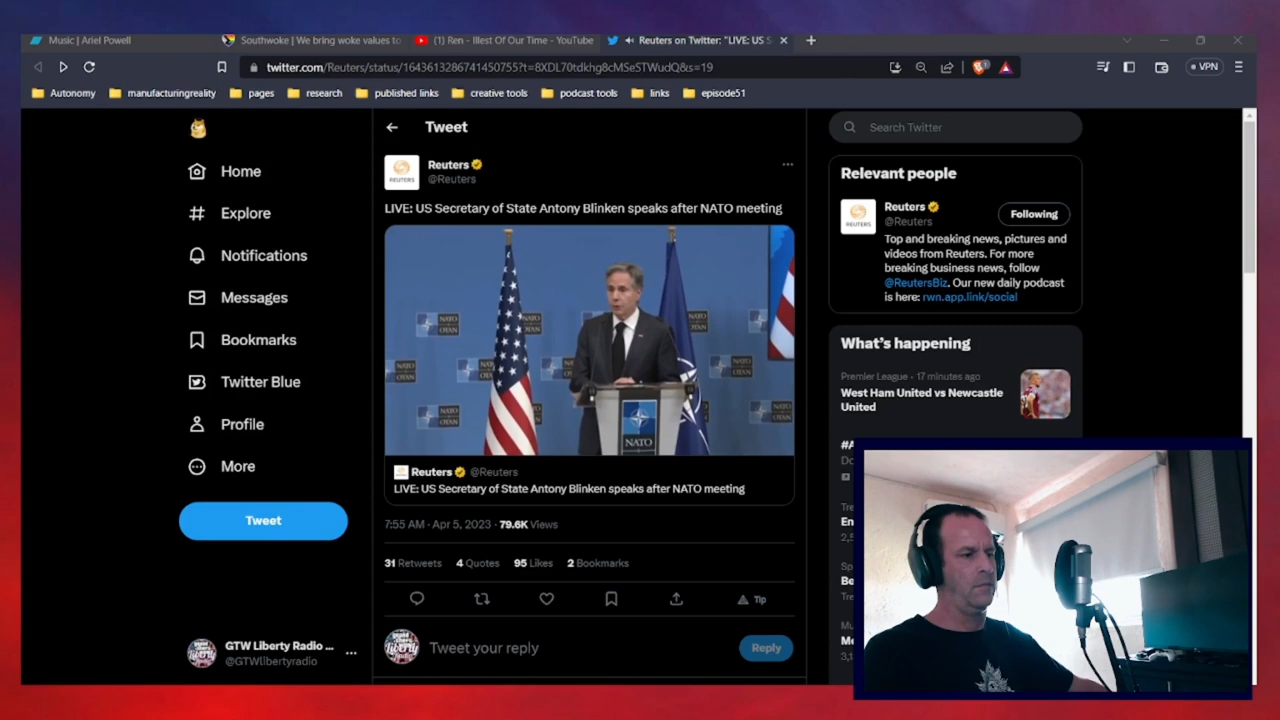 Music | Ariel Powell
Southwoke | We bring woke values to
(1) Ren - Illest Of Our Time - YouTube
Reuters on Twitter: "LIVE: US S
twitter.com/Reuters/status/1643613286741450755?t=8XDL70tdkhg8cMSeSTWudQ&s=19
1
VPN
Autonomy
manufacturingreality
pages
research
published links
creative tools
podcast tools
links
episode51
Home
Explore
Notifications
Messages
Bookmarks
Twitter Blue
Profile
More
Tweet
GTW Liberty Radio ...
@GTWlibertyradio
Tweet
REUTERS
Reuters
@Reuters
LIVE: US Secretary of State Antony Blinken speaks after NATO meeting
NATO
OTAN
NATO
Reuters @Reuters
LIVE: US Secretary of State Antony Blinken speaks after NATO meeting
7:55 AM · Apr 5, 2023 · 79.6K Views
31 Retweets 4 Quotes 95 Likes 2 Bookmarks
Tip
Tweet your reply
Reply
Search Twitter
Relevant people
REUTERS
Reuters
@Reuters
Following
Top and breaking news, pictures and
videos from Reuters. For more
breaking business news, follow
@ReutersBiz. Our new daily podcast
is here: rwn.app.link/social
What's happening
Premier League · 17 minutes ago
West Ham United vs Newcastle
United